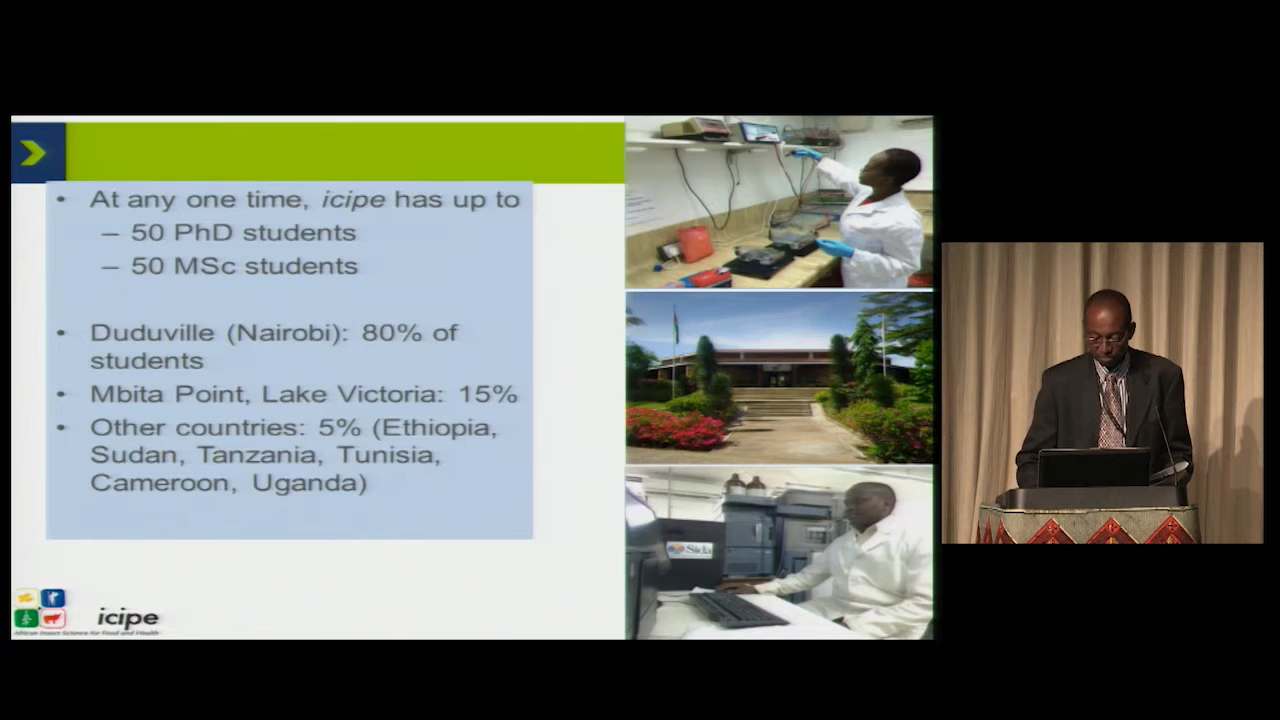 • At any one time, icipe has up to
– 50 PhD students
– 50 MSc students
• Duduville (Nairobi): 80% of
students
• Mbita Point, Lake Victoria: 15%
• Other countries: 5% (Ethiopia,
Sudan, Tanzania, Tunisia,
Cameroon, Uganda)
Sida
icipe
African Insect Science for Food and Health